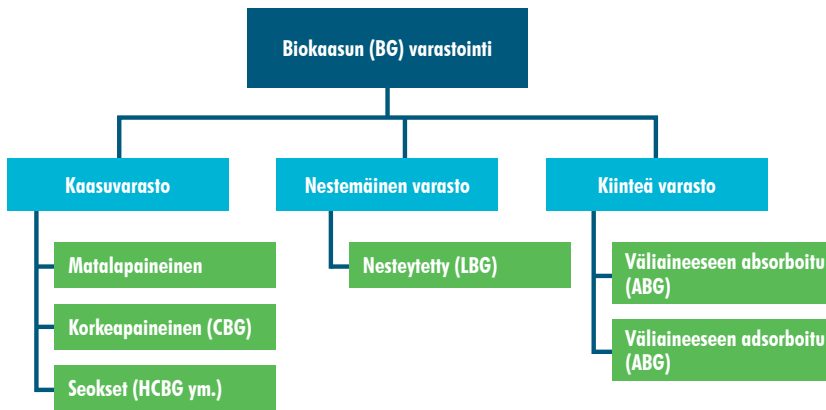 Biokaasun (BG) varastointi
Kaasuvarasto
Matalapaineinen
Korkeapaineinen (CBG)
Seokset (HCBG ym.)
Nestemäinen varasto
Nesteytetty (LBG)
Kiinteä varasto
Väliaineeseen absorboitu
(ABG)
Väliaineeseen adsorboitu
(ABG)